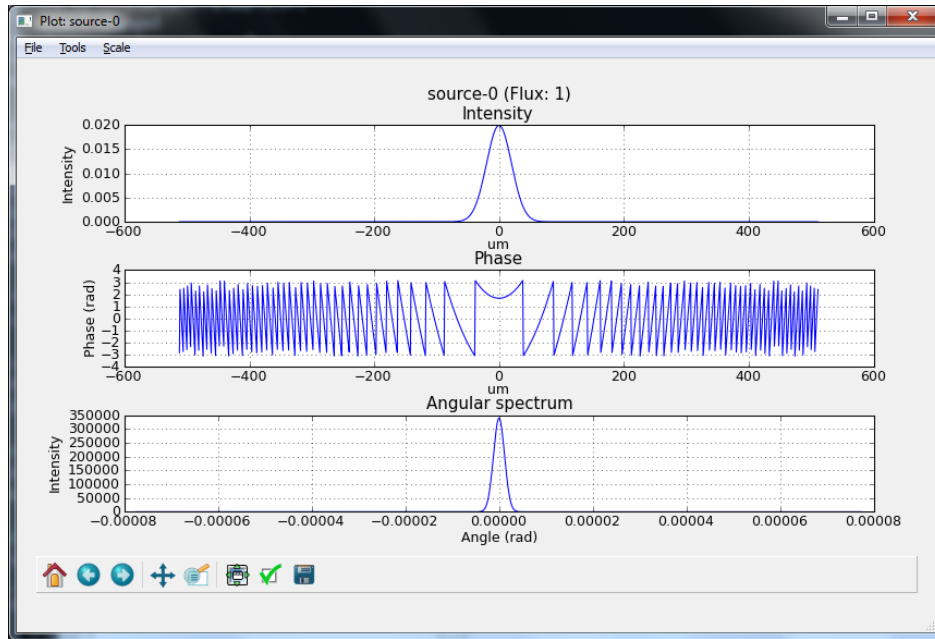 Plot: source-0
File Tools Scale
source-0 (Flux: 1)
Intensity
0.020
0.015
0.010
0.005
0.000
Intensity
−600 −400 −200 0 200 400 600
um
Phase
4
3
2
1
0
−1
−2
−3
−4
Phase (rad)
−600 −400 −200 0 200 400 600
um
Angular spectrum
350000
300000
250000
200000
150000
100000
50000
0
Intensity
−0.00008 −0.00006 −0.00004 −0.00002 0.00000 0.00002 0.00004 0.00006 0.00008
Angle (rad)